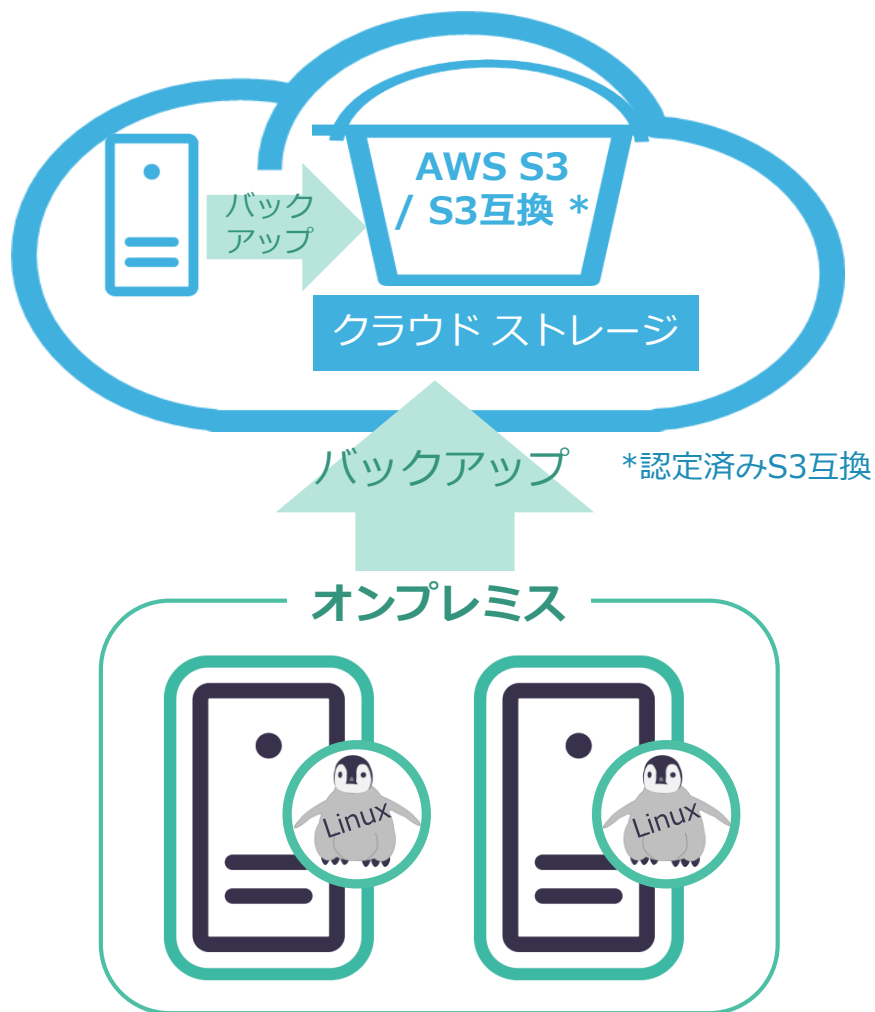 AWS S3
/ S3互換 *
バック
アップ
クラウド ストレージ
バックアップ
*認定済みS3互換
オンプレミス
Linux
Linux